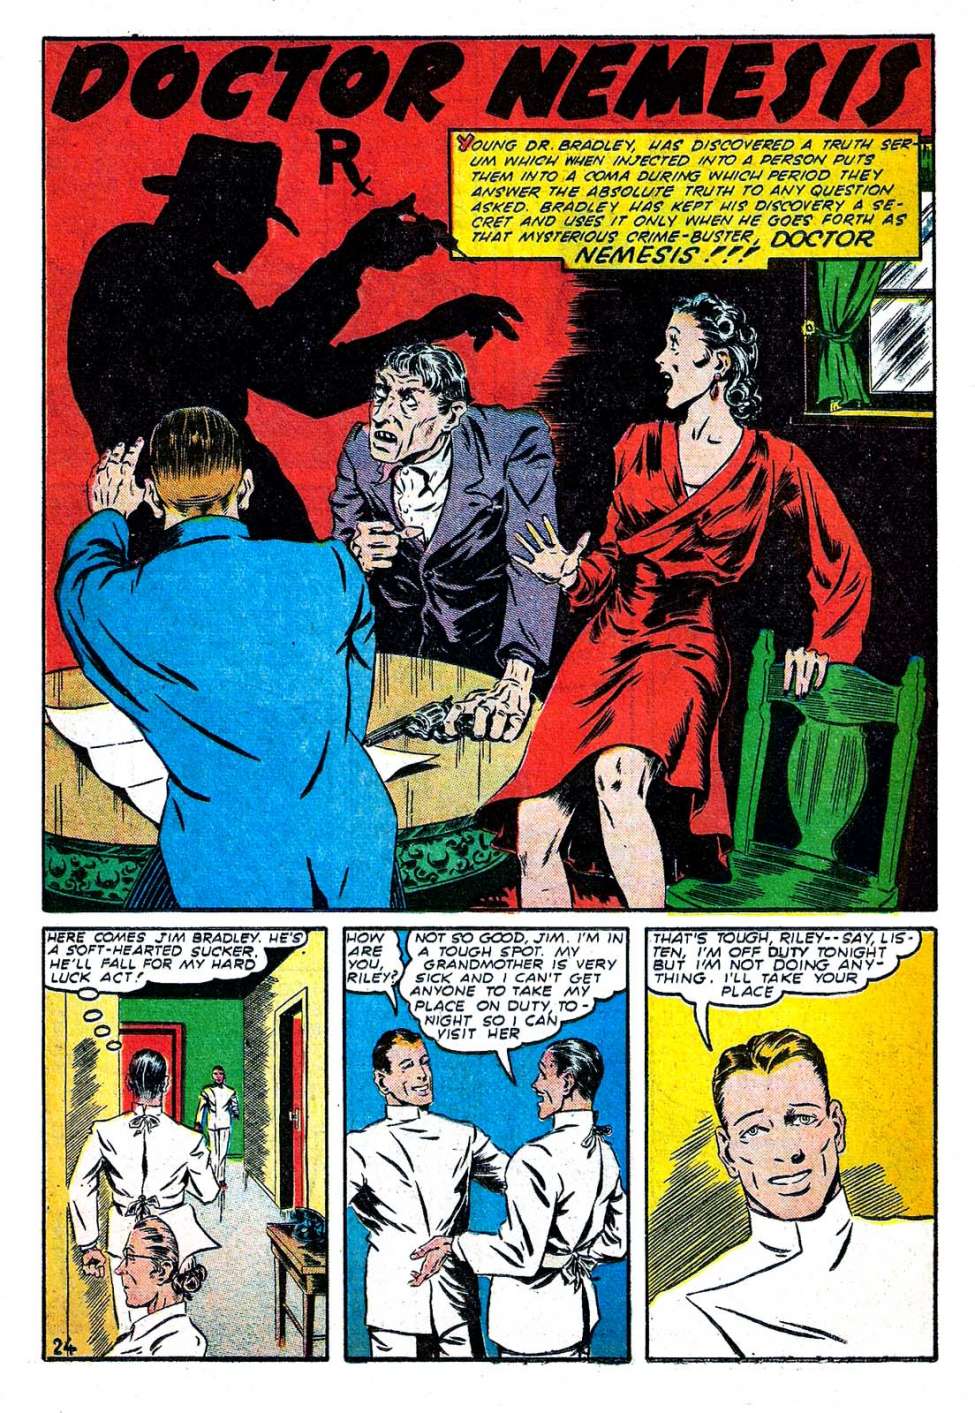 DOCTOR NEMESIS
Rx
YOUNG DR. BRADLEY, HAS DISCOVERED A TRUTH SER-
UM WHICH WHEN INJECTED INTO A PERSON PUTS
THEM INTO A COMA DURING WHICH PERIOD THEY
ANSWER THE ABSOLUTE TRUTH TO ANY QUESTION
ASKED. BRADLEY HAS KEPT HIS DISCOVERY A SE-
CRET AND USES IT ONLY WHEN HE GOES FORTH AS
THAT MYSTERIOUS CRIME-BUSTER, DOCTOR
NEMESIS!!!!
HERE COMES JIM BRADLEY. HE'S
A SOFT-HEARTED SUCKER.
HE'LL FALL FOR MY HARD
LUCK ACT!
HOW
ARE
YOU,
RILEY?
NOT SO GOOD, JIM. I'M IN
A TOUGH SPOT. MY
GRANDMOTHER IS VERY
SICK AND I CAN'T GET
ANYONE TO TAKE MY
PLACE ON DUTY, TO-
NIGHT SO I CAN
VISIT HER
THAT'S TOUGH, RILEY-- SAY, LIS-
TEN, I'M OFF DUTY TONIGHT
BUT I'M NOT DOING ANY-
THING. I'LL TAKE YOUR
PLACE
24